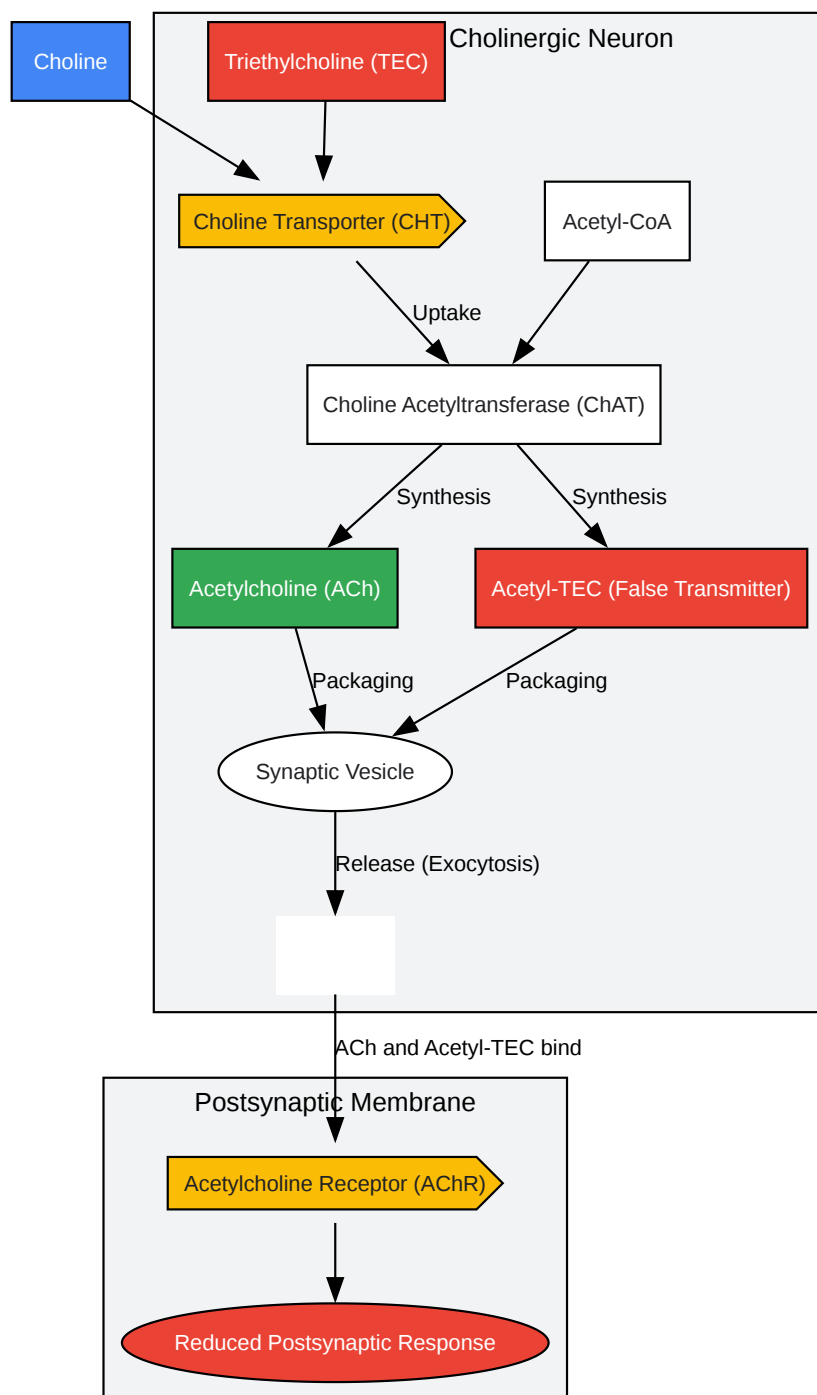 Cholinergic Neuron
Choline
Triethylcholine (TEC)
Choline Transporter (CHT)
Acetyl-CoA
Uptake
Choline Acetyltransferase (ChAT)
Synthesis
Synthesis
Acetylcholine (ACh)
Acetyl-TEC (False Transmitter)
Packaging
Packaging
Synaptic Vesicle
Release (Exocytosis)
ACh and Acetyl-TEC bind
Postsynaptic Membrane
Acetylcholine Receptor (AChR)
Reduced Postsynaptic Response